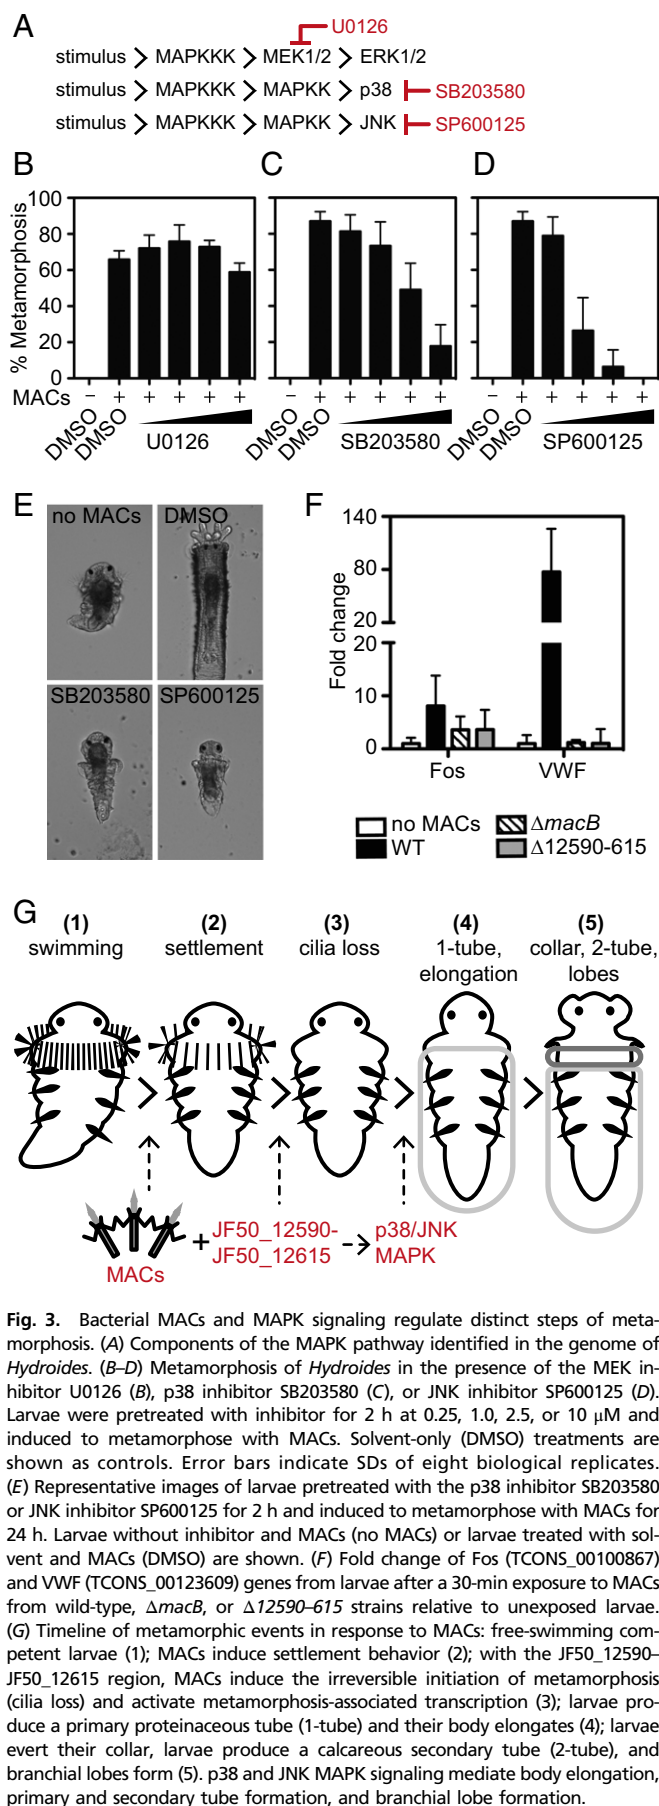 A
U0126
stimulus > MAPKKK > MEK1/2 > ERK1/2
stimulus > MAPKKK > MAPKK > p38 SB203580
stimulus > MAPKKK > MAPKK > JNK SP600125
B C D
% Metamorphosis
100
80
60
40
20
0
MACs − + + + + + − + + + + + − + + + + +
DMSO DMSO U0126
DMSO DMSO SB203580
DMSO DMSO SP600125
E
no MACs DMSO
SB203580 SP600125
F
Fold change
140
80
20
20
10
0
Fos VWF
no MACs ΔmacB
WT Δ12590-615
G
(1) (2) (3) (4) (5)
swimming settlement cilia loss 1-tube, collar, 2-tube,
elongation lobes
> > > >
MACs + JF50_12590-
JF50_12615
p38/JNK
MAPK
Fig. 3. Bacterial MACs and MAPK signaling regulate distinct steps of meta-
morphosis. (A) Components of the MAPK pathway identified in the genome of
Hydroides. (B–D) Metamorphosis of Hydroides in the presence of the MEK in-
hibitor U0126 (B), p38 inhibitor SB203580 (C), or JNK inhibitor SP600125 (D).
Larvae were pretreated with inhibitor for 2 h at 0.25, 1.0, 2.5, or 10 μM and
induced to metamorphose with MACs. Solvent-only (DMSO) treatments are
shown as controls. Error bars indicate SDs of eight biological replicates.
(E) Representative images of larvae pretreated with the p38 inhibitor SB203580
or JNK inhibitor SP600125 for 2 h and induced to metamorphose with MACs for
24 h. Larvae without inhibitor and MACs (no MACs) or larvae treated with sol-
vent and MACs (DMSO) are shown. (F) Fold change of Fos (TCONS_00100867)
and VWF (TCONS_00123609) genes from larvae after a 30-min exposure to MACs
from wild-type, ΔmacB, or Δ12590–615 strains relative to unexposed larvae.
(G) Timeline of metamorphic events in response to MACs: free-swimming com-
petent larvae (1); MACs induce settlement behavior (2); with the JF50_12590–
JF50_12615 region, MACs induce the irreversible initiation of metamorphosis
(cilia loss) and activate metamorphosis-associated transcription (3); larvae pro-
duce a primary proteinaceous tube (1-tube) and their body elongates (4); larvae
evert their collar, larvae produce a calcareous secondary tube (2-tube), and
branchial lobes form (5). p38 and JNK MAPK signaling mediate body elongation,
primary and secondary tube formation, and branchial lobe formation.